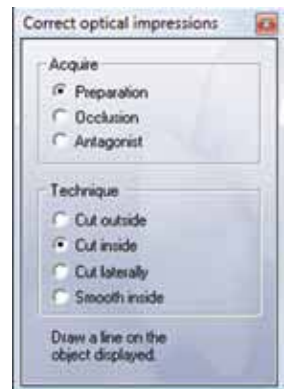 Correct optical impressions
Acquire
Preparation
Occlusion
Antagonist
Technique
Cut outside
Cut inside
Cut laterally
Smooth inside
Draw a line on the
object displayed.